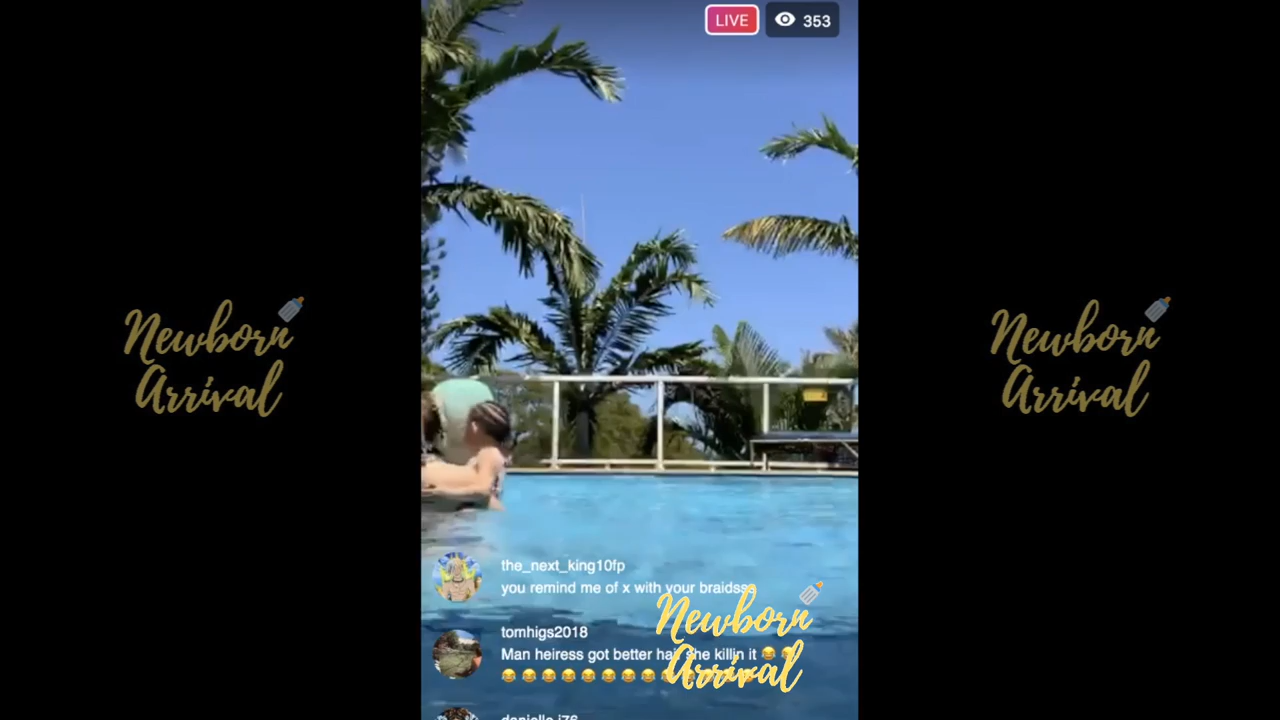 LIVE 353
Newborn
Arrival
Newborn
Arrival
the_next_king10fp
you remind me of x with your braidsss
tomhigs2018
Man heiress got better hair she killin it 😂 😂
😂 😂 😂 😂 😂 😂 😂 😂
Newborn
Arrival